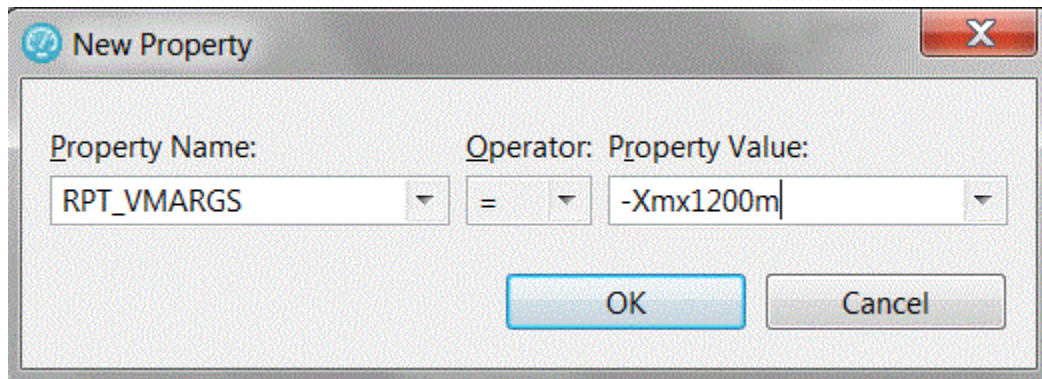 New Property
Property Name: Operator: Property Value:
RPT_VMARGS = -Xmx1200m
OK Cancel